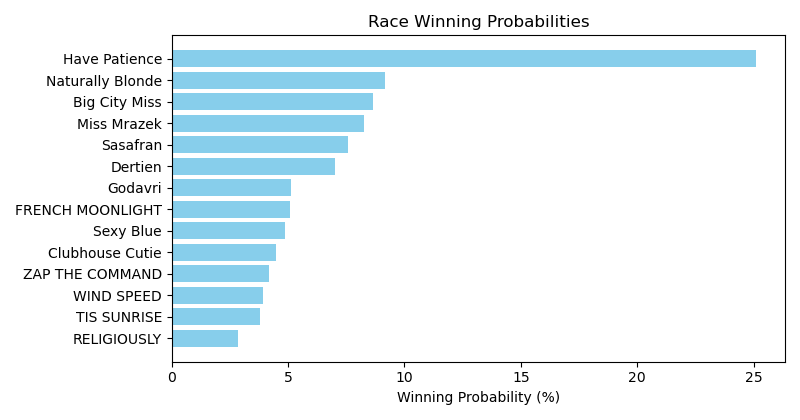 Race Winning Probabilities
Have Patience
Naturally Blonde
Big City Miss
Miss Mrazek
Sasafran
Dertien
Godavri
FRENCH MOONLIGHT
Sexy Blue
Clubhouse Cutie
ZAP THE COMMAND
WIND SPEED
TIS SUNRISE
RELIGIOUSLY
0 5 10 15 20 25
Winning Probability (%)